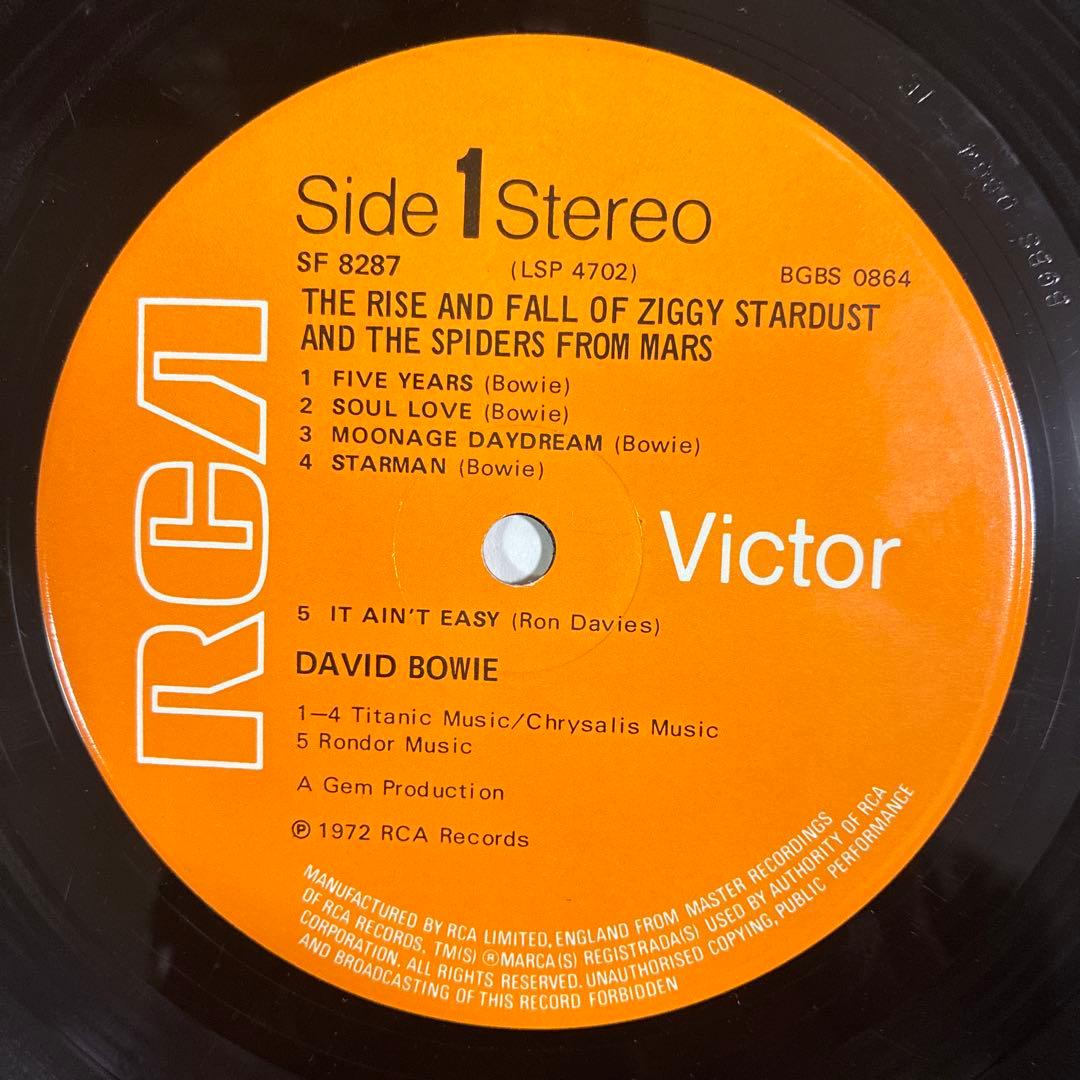 Side 1 Stereo
SF 8287 (LSP 4702) BGBS 0864
THE RISE AND FALL OF ZIGGY STARDUST
AND THE SPIDERS FROM MARS
1 FIVE YEARS (Bowie)
2 SOUL LOVE (Bowie)
3 MOONAGE DAYDREAM (Bowie)
4 STARMAN (Bowie)
RCA
Victor
5 IT AIN'T EASY (Ron Davies)
DAVID BOWIE
1—4 Titanic Music/Chrysalis Music
5 Rondor Music
A Gem Production
℗ 1972 RCA Records
MANUFACTURED BY RCA LIMITED, ENGLAND FROM MASTER RECORDINGS
OF RCA RECORDS. TM(S) ® MARCA(S) REGISTRADA(S) USED BY AUTHORITY OF RCA
CORPORATION. ALL RIGHTS RESERVED. UNAUTHORISED COPYING, PUBLIC PERFORMANCE
AND BROADCASTING OF THIS RECORD FORBIDDEN